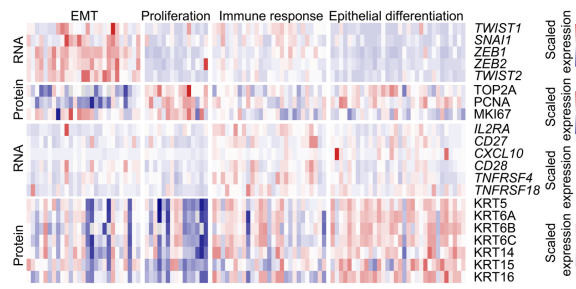 EMT Proliferation Immune response Epithelial differentiation
RNA
TWIST1
SNAI1
ZEB1
ZEB2
TWIST2
Scaled
expression
Protein
TOP2A
PCNA
MKI67
Scaled
expression
RNA
IL2RA
CD27
CXCL10
CD28
TNFRSF4
TNFRSF18
Scaled
expression
Protein
KRT5
KRT6A
KRT6B
KRT6C
KRT14
KRT15
KRT16
Scaled
expression